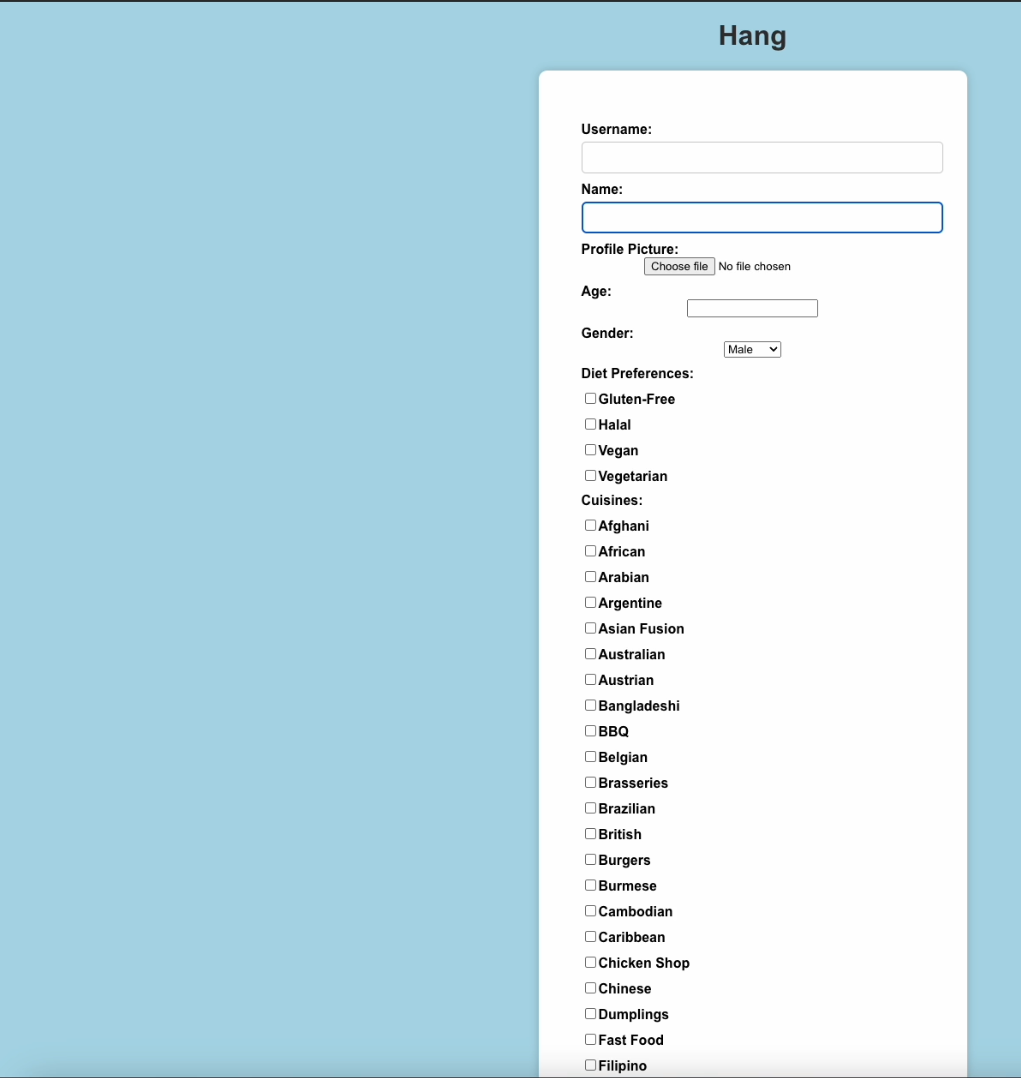 Hang
Username:
Name:
Profile Picture:
Choose file No file chosen
Age:
Gender:
Male
Diet Preferences:
Gluten-Free
Halal
Vegan
Vegetarian
Cuisines:
Afghani
African
Arabian
Argentine
Asian Fusion
Australian
Austrian
Bangladeshi
BBQ
Belgian
Brasseries
Brazilian
British
Burgers
Burmese
Cambodian
Caribbean
Chicken Shop
Chinese
Dumplings
Fast Food
Filipino